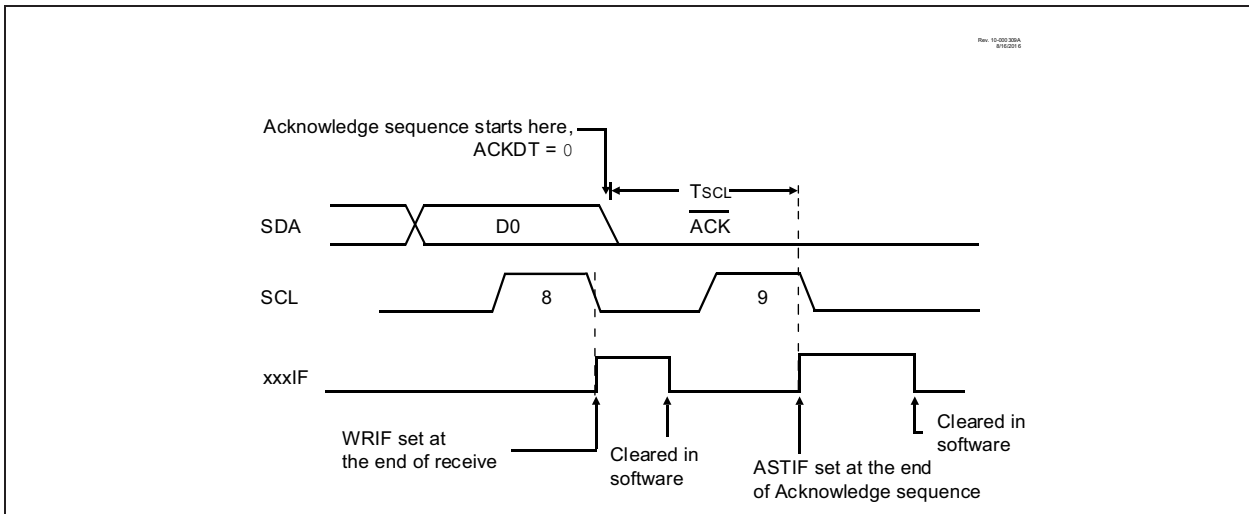 Rev. 10-000309A
8/16/2016
Acknowledge sequence starts here,
ACKDT = 0
TSCL
SDA
D0
ACK
SCL
8
9
xxxIF
WRIF set at
the end of receive
Cleared in
software
ASTIF set at the end
of Acknowledge sequence
Cleared in
software